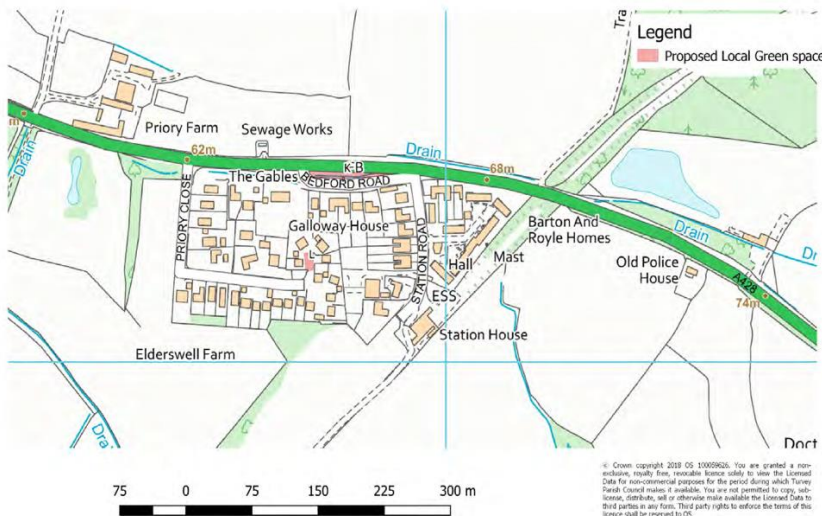 Legend
Proposed Local Green space
Tra
Priory Farm
Sewage Works
m
Drain
62m
K-B
Drain
68m
The Gables
BEDFORD ROAD
PRIORY CLOSE
Galloway House
STATION ROAD
Barton And
Royle Homes
Drain
L
Hall
Mast
Old Police
House
Dr
A428
74m
ESS
Station House
Elderswell Farm
Drai
Doct
75 0 75 150 225 300 m
© Crown copyright 2018 OS 100059626. You are granted a non-
exclusive, royalty free, revocable licence solely to view the Licensed
Data for non-commercial purposes for the period during which Turvey
Parish Council makes it available. You are not permitted to copy, sub-
license, distribute, sell or otherwise make available the Licensed Data to
third parties in any form. Third party rights to enforce the terms of this
licence shall be reserved to OS.